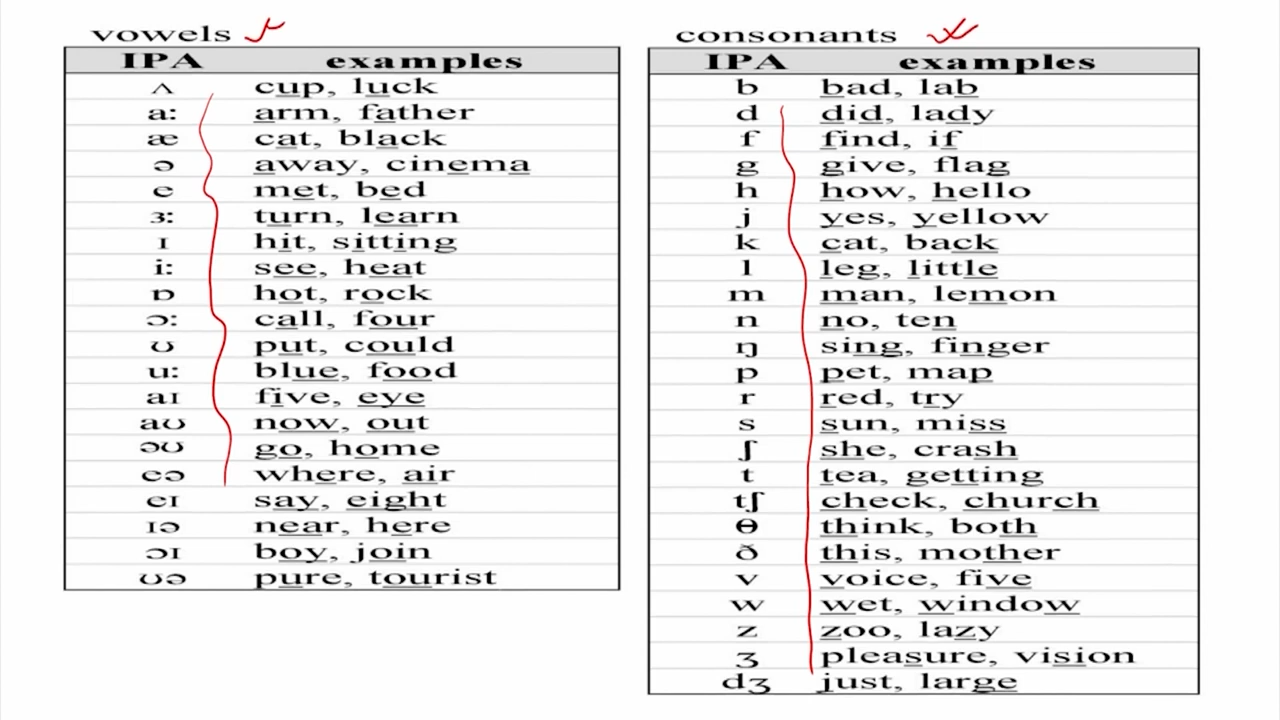 vowels
IPA examples
ʌ cup, luck
a: arm, father
æ cat, black
ə away, cinema
e met, bed
ɜ: turn, learn
ɪ hit, sitting
i: see, heat
ɒ hot, rock
ɔ: call, four
ʊ put, could
u: blue, food
aɪ five, eye
aʊ now, out
əʊ go, home
eə where, air
eɪ say, eight
ɪə near, here
ɔɪ boy, join
ʊə pure, tourist
consonants
IPA examples
b bad, lab
d did, lady
f find, if
g give, flag
h how, hello
j yes, yellow
k cat, back
l leg, little
m man, lemon
n no, ten
ŋ sing, finger
p pet, map
r red, try
s sun, miss
ʃ she, crash
t tea, getting
tʃ check, church
θ think, both
ð this, mother
v voice, five
w wet, window
z zoo, lazy
ʒ pleasure, vision
dʒ just, large